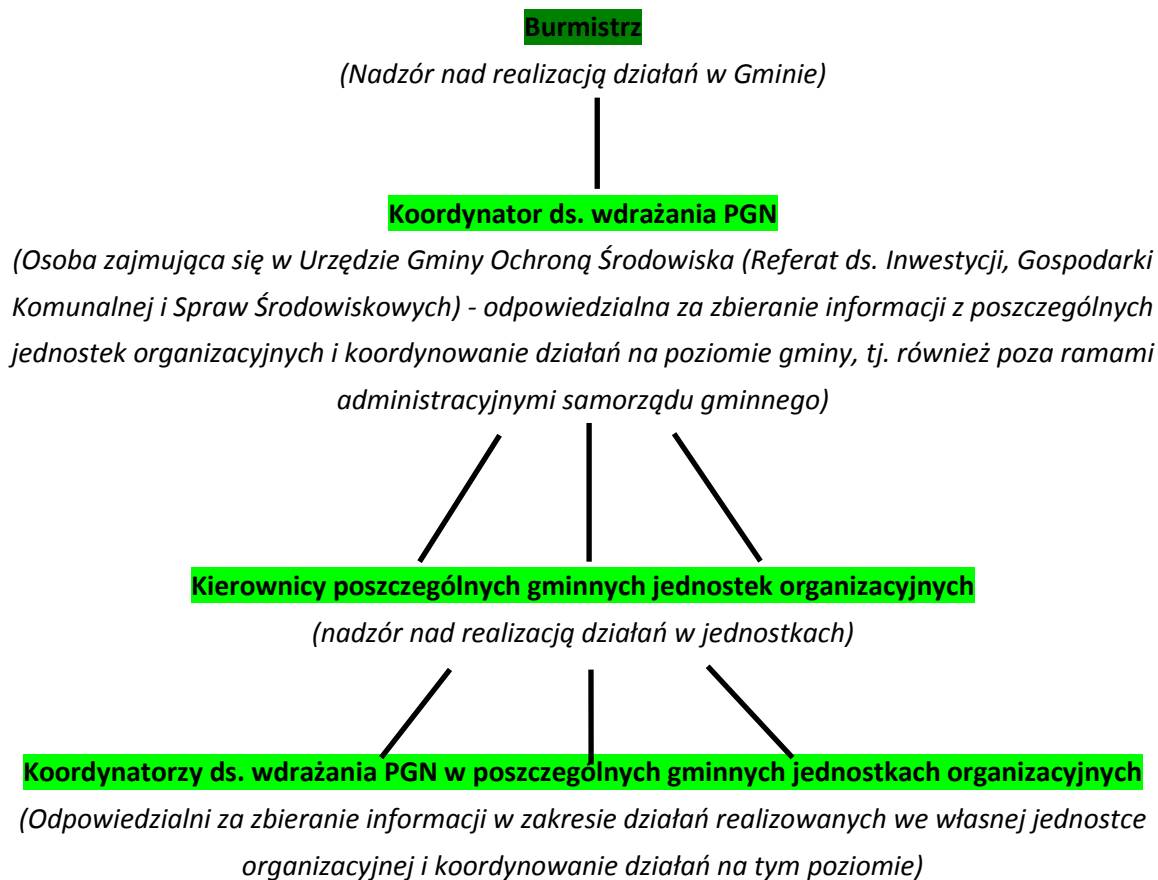 Burmistrz
(Nadzór nad realizacją działań w Gminie)
Koordynator ds. wdrażania PGN
(Osoba zajmująca się w Urzędzie Gminy Ochroną Środowiska (Referat ds. Inwestycji, Gospodarki
Komunalnej i Spraw Środowiskowych) - odpowiedzialna za zbieranie informacji z poszczególnych
jednostek organizacyjnych i koordynowanie działań na poziomie gminy, tj. również poza ramami
administracyjnymi samorządu gminnego)
Kierownicy poszczególnych gminnych jednostek organizacyjnych
(nadzór nad realizacją działań w jednostkach)
Koordynatorzy ds. wdrażania PGN w poszczególnych gminnych jednostkach organizacyjnych
(Odpowiedzialni za zbieranie informacji w zakresie działań realizowanych we własnej jednostce
organizacyjnej i koordynowanie działań na tym poziomie)